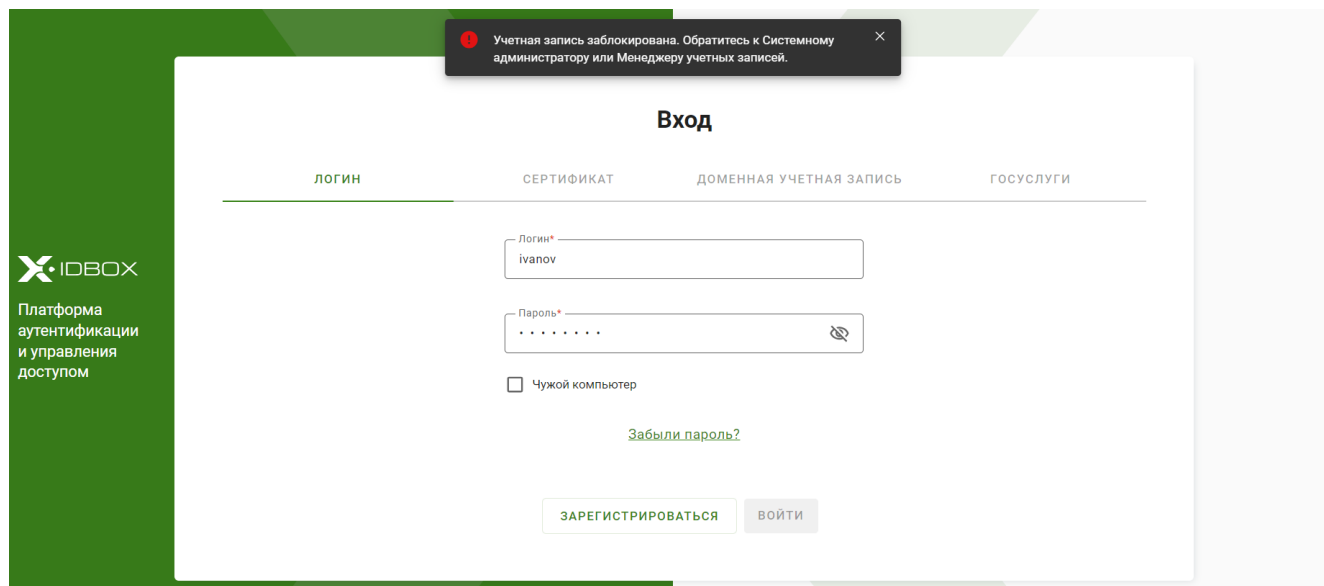 Учетная запись заблокирована. Обратитесь к Системному
администратору или Менеджеру учетных записей.
Вход
ЛОГИН
СЕРТИФИКАТ
ДОМЕННАЯ УЧЕТНАЯ ЗАПИСЬ
ГОСУСЛУГИ
IDBOX
Платформа
аутентификации
и управления
доступом
Логин*
ivanov
Пароль*
Чужой компьютер
Забыли пароль?
ЗАРЕГИСТРИРОВАТЬСЯ
ВОЙТИ